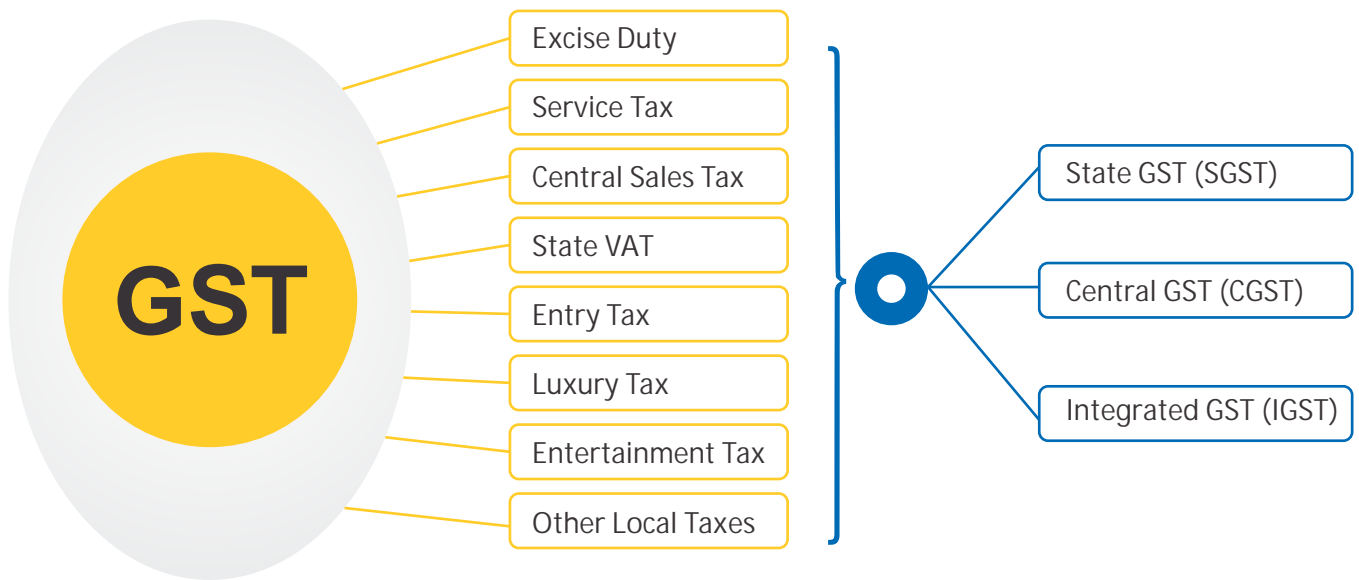 GST
Excise Duty
Service Tax
Central Sales Tax
State VAT
Entry Tax
Luxury Tax
Entertainment Tax
Other Local Taxes
State GST (SGST)
Central GST (CGST)
Integrated GST (IGST)